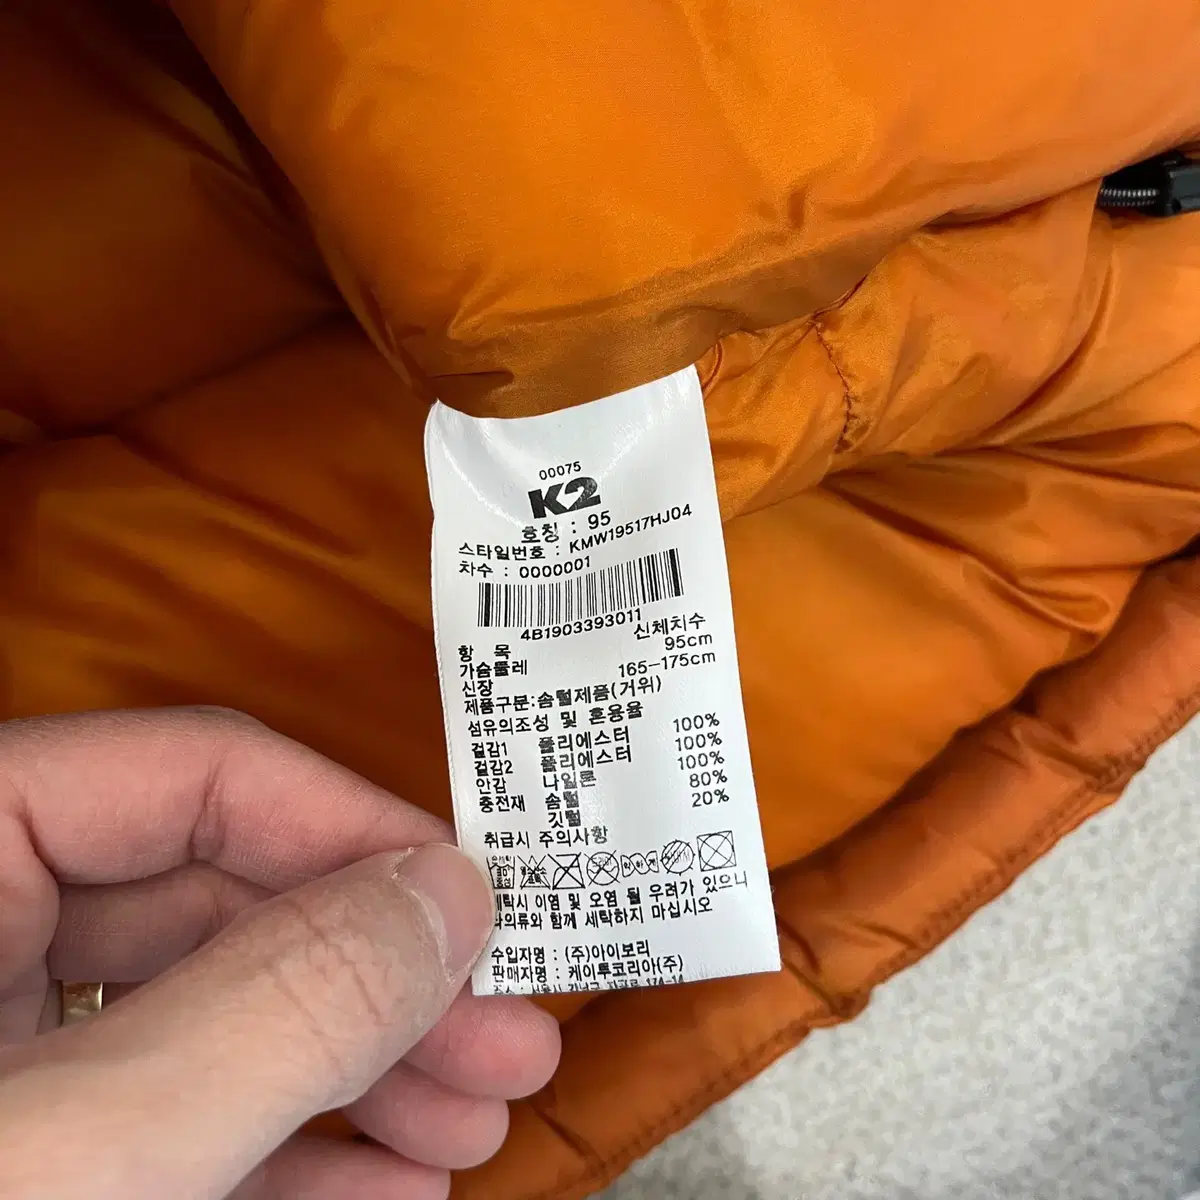 00075
K2
호칭 : 95
스타일번호 : KMW19517HJ04
차수 : 0000001
4B1903393011
항 목 신체치수
가슴둘레 95cm
신장 165-175cm
제품구분:솜털제품(거위)
섬유의조성 및 혼용율
겉감1 폴리에스터 100%
겉감2 폴리에스터 100%
안감 나일론 100%
충전재 솜털 80%
깃털 20%
취급시 주의사항
세탁시 이염 및 오염 될 우려가 있으니
의류와 함께 세탁하지 마십시오
수입자명 : (주)아이보리
판매자명 : 케이투코리아(주)